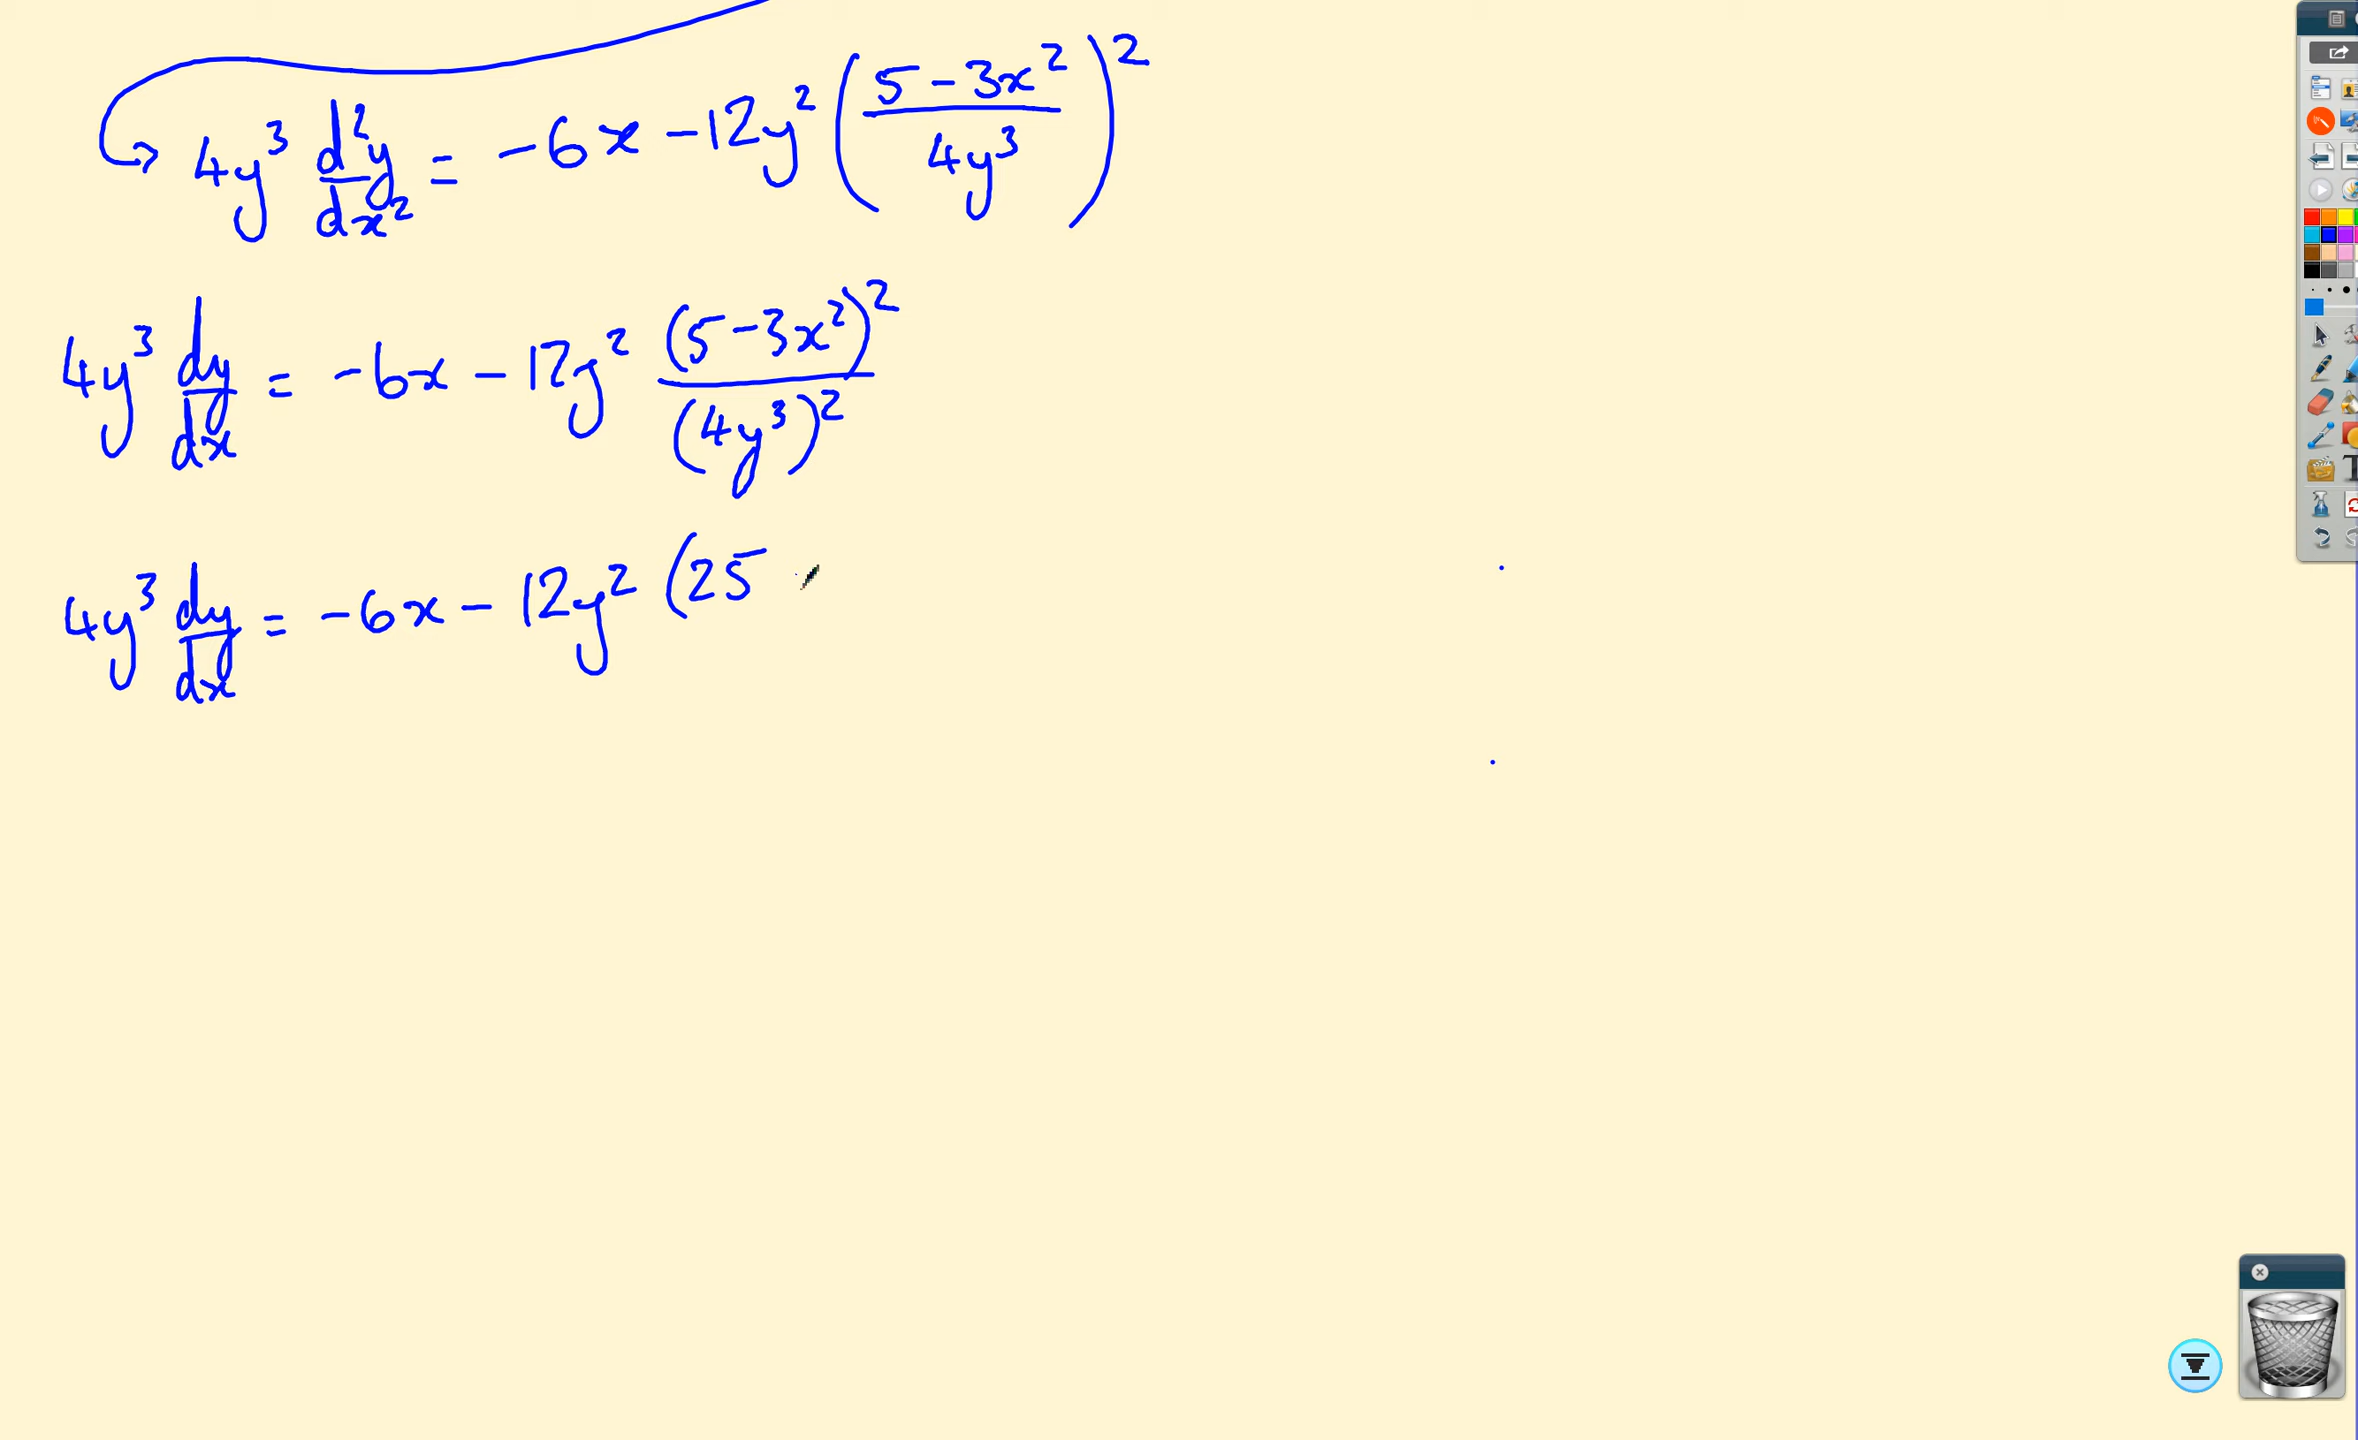 4y³ d²y/dx² = -6x - 12y² ((5 - 3x²)/(4y³))²
4y³ dy/dx = -6x - 12y² (5 - 3x²)²/(4y³)²
4y³ dy/dx = -6x - 12y² (25